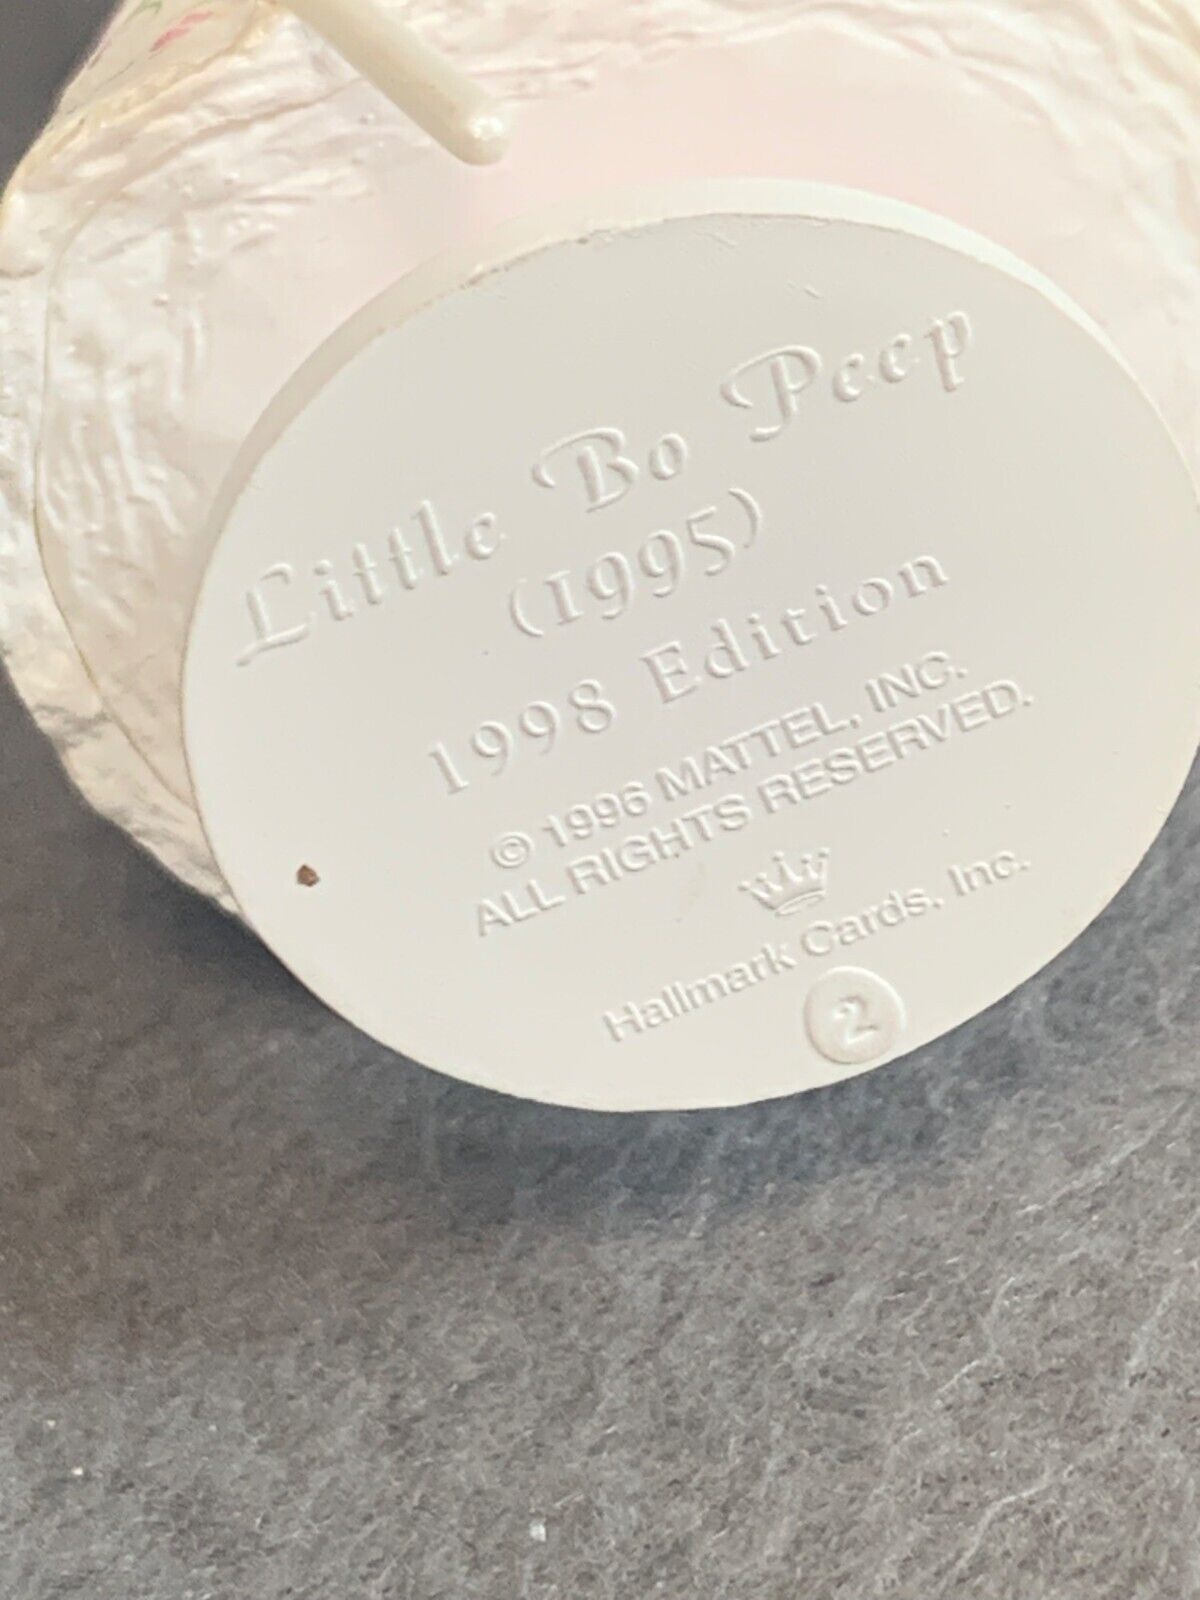 Little Bo Peep
(1995)
1998 Edition
© 1996 MATTEL, INC.
ALL RIGHTS RESERVED.
Hallmark Cards, Inc.
2